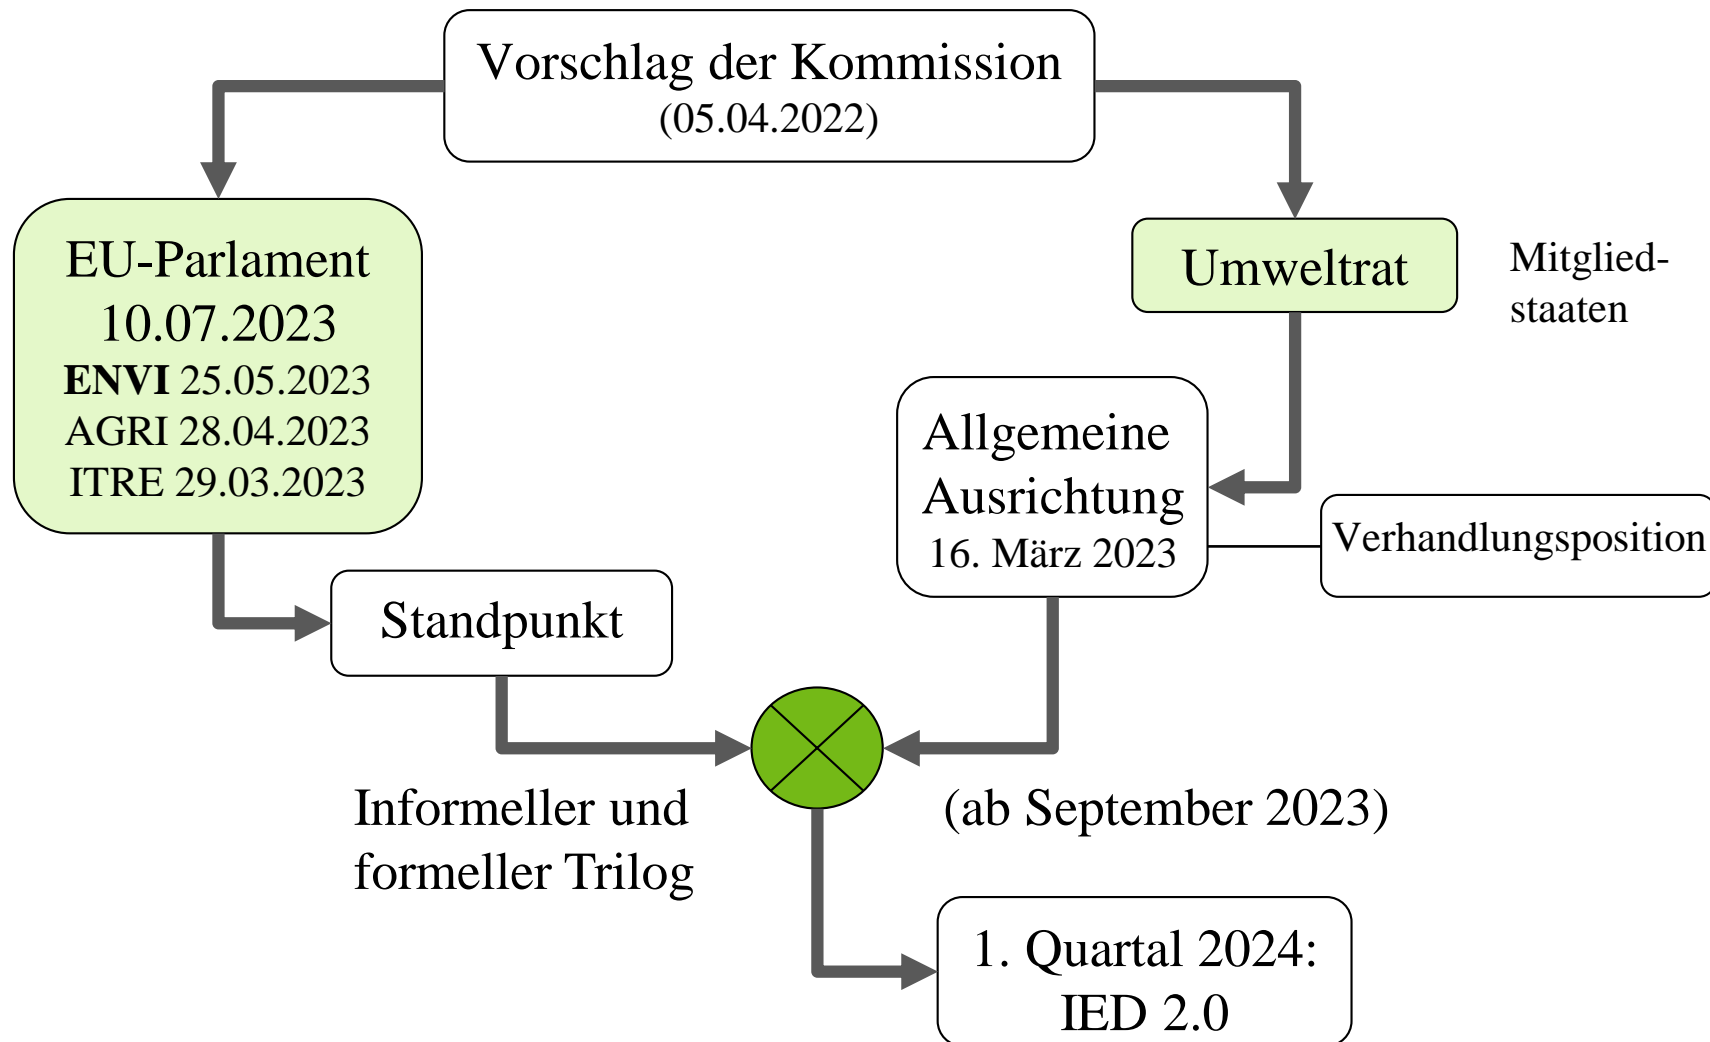 Vorschlag der Kommission
(05.04.2022)
EU-Parlament
10.07.2023
ENVI 25.05.2023
AGRI 28.04.2023
ITRE 29.03.2023
Umweltrat
Mitglied-
staaten
Allgemeine
Ausrichtung
16. März 2023
Verhandlungsposition
Standpunkt
Informeller und
formeller Trilog
(ab September 2023)
1. Quartal 2024:
IED 2.0